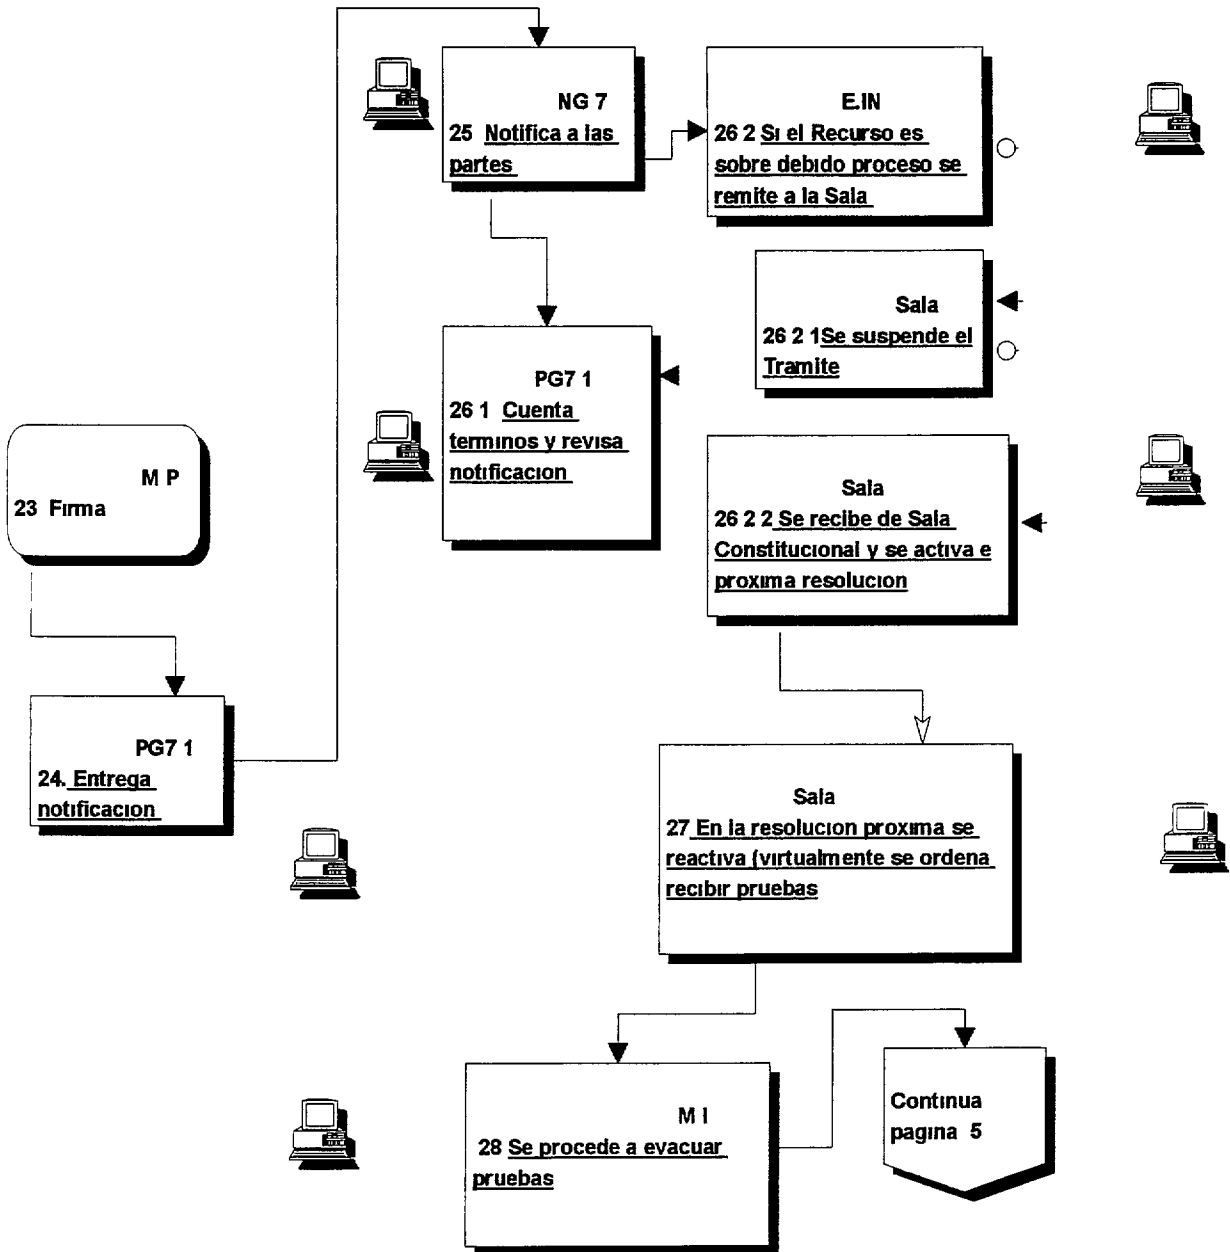 NG 7
25 Notifica a las
partes
E.IN
26 2 Si el Recurso es
sobre debido proceso se
remite a la Sala
Sala
26 2 1Se suspende el
Tramite
PG7 1
26 1 Cuenta
terminos y revisa
notificacion
M P
23 Firma
Sala
26 2 2 Se recibe de Sala
Constitucional y se activa e
proxima resolucion
PG7 1
24. Entrega
notificacion
Sala
27 En la resolucion proxima se
reactiva (virtualmente se ordena
recibir pruebas
M I
28 Se procede a evacuar
pruebas
Continua
pagina 5